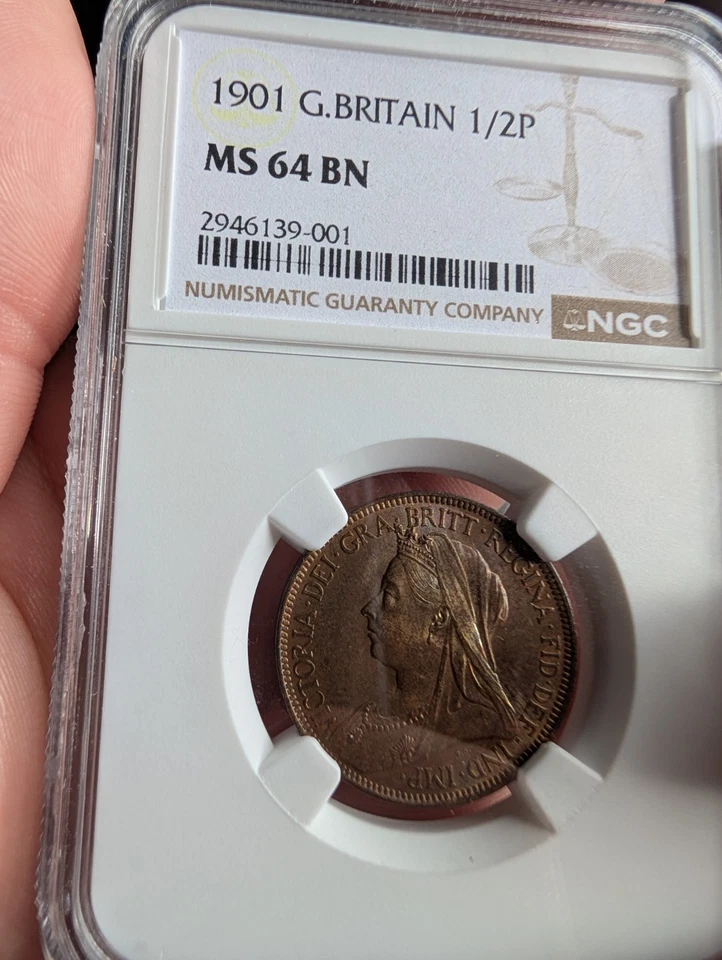 1901 G.BRITAIN 1/2P
MS 64 BN
2946139-001
NUMISMATIC GUARANTY COMPANY
NGC
VICTORIA·DEI·GRA·BRITT·REGINA·FID·DEF·IND·IMP·